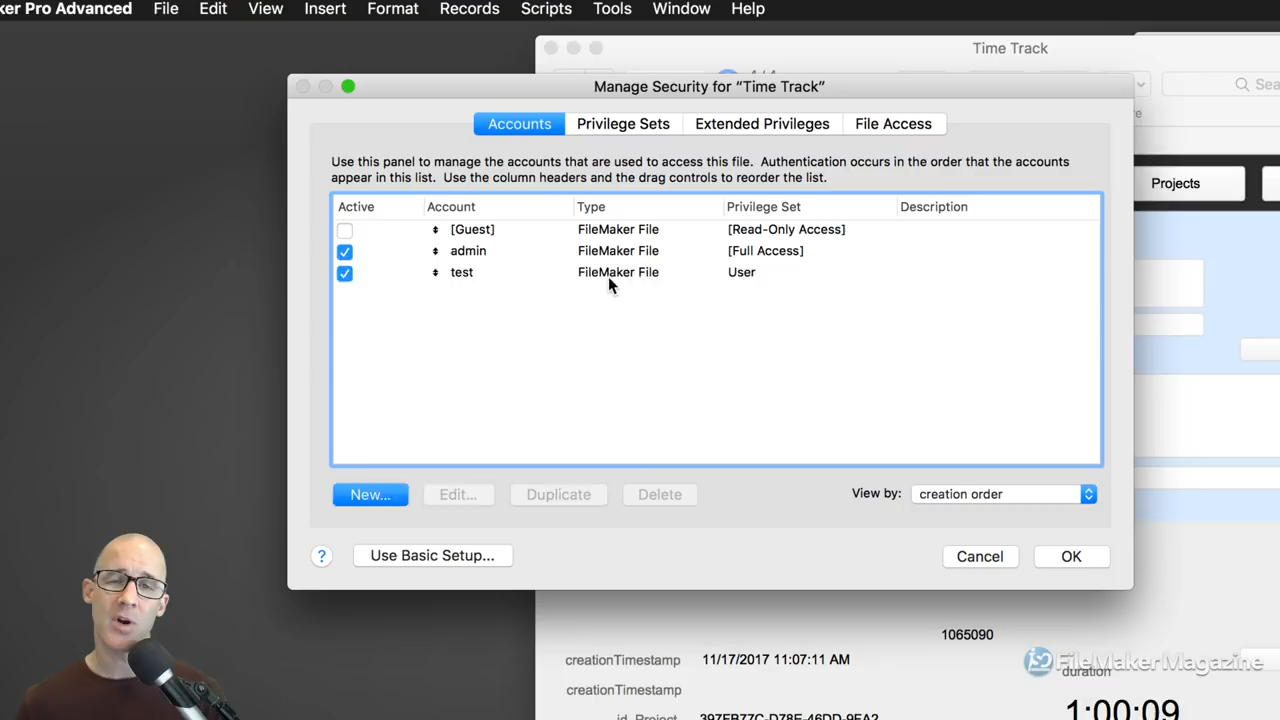 ker Pro Advanced File Edit View Insert Format Records Scripts Tools Window Help
Time Track
Manage Security for “Time Track”
Accounts Privilege Sets Extended Privileges File Access
Use this panel to manage the accounts that are used to access this file. Authentication occurs in the order that the accounts
appear in this list. Use the column headers and the drag controls to reorder the list.
Active Account Type Privilege Set Description
[Guest] FileMaker File [Read-Only Access]
admin FileMaker File [Full Access]
test FileMaker File User
New... Edit... Duplicate Delete View by: creation order
? Use Basic Setup... Cancel OK
Sea
Projects
1065090
creationTimestamp 11/17/2017 11:07:11 AM
FileMakerMagazine
duration
creationTimestamp
id_Project 397FB77C-D78F-46DD-9FA2
1:00:09